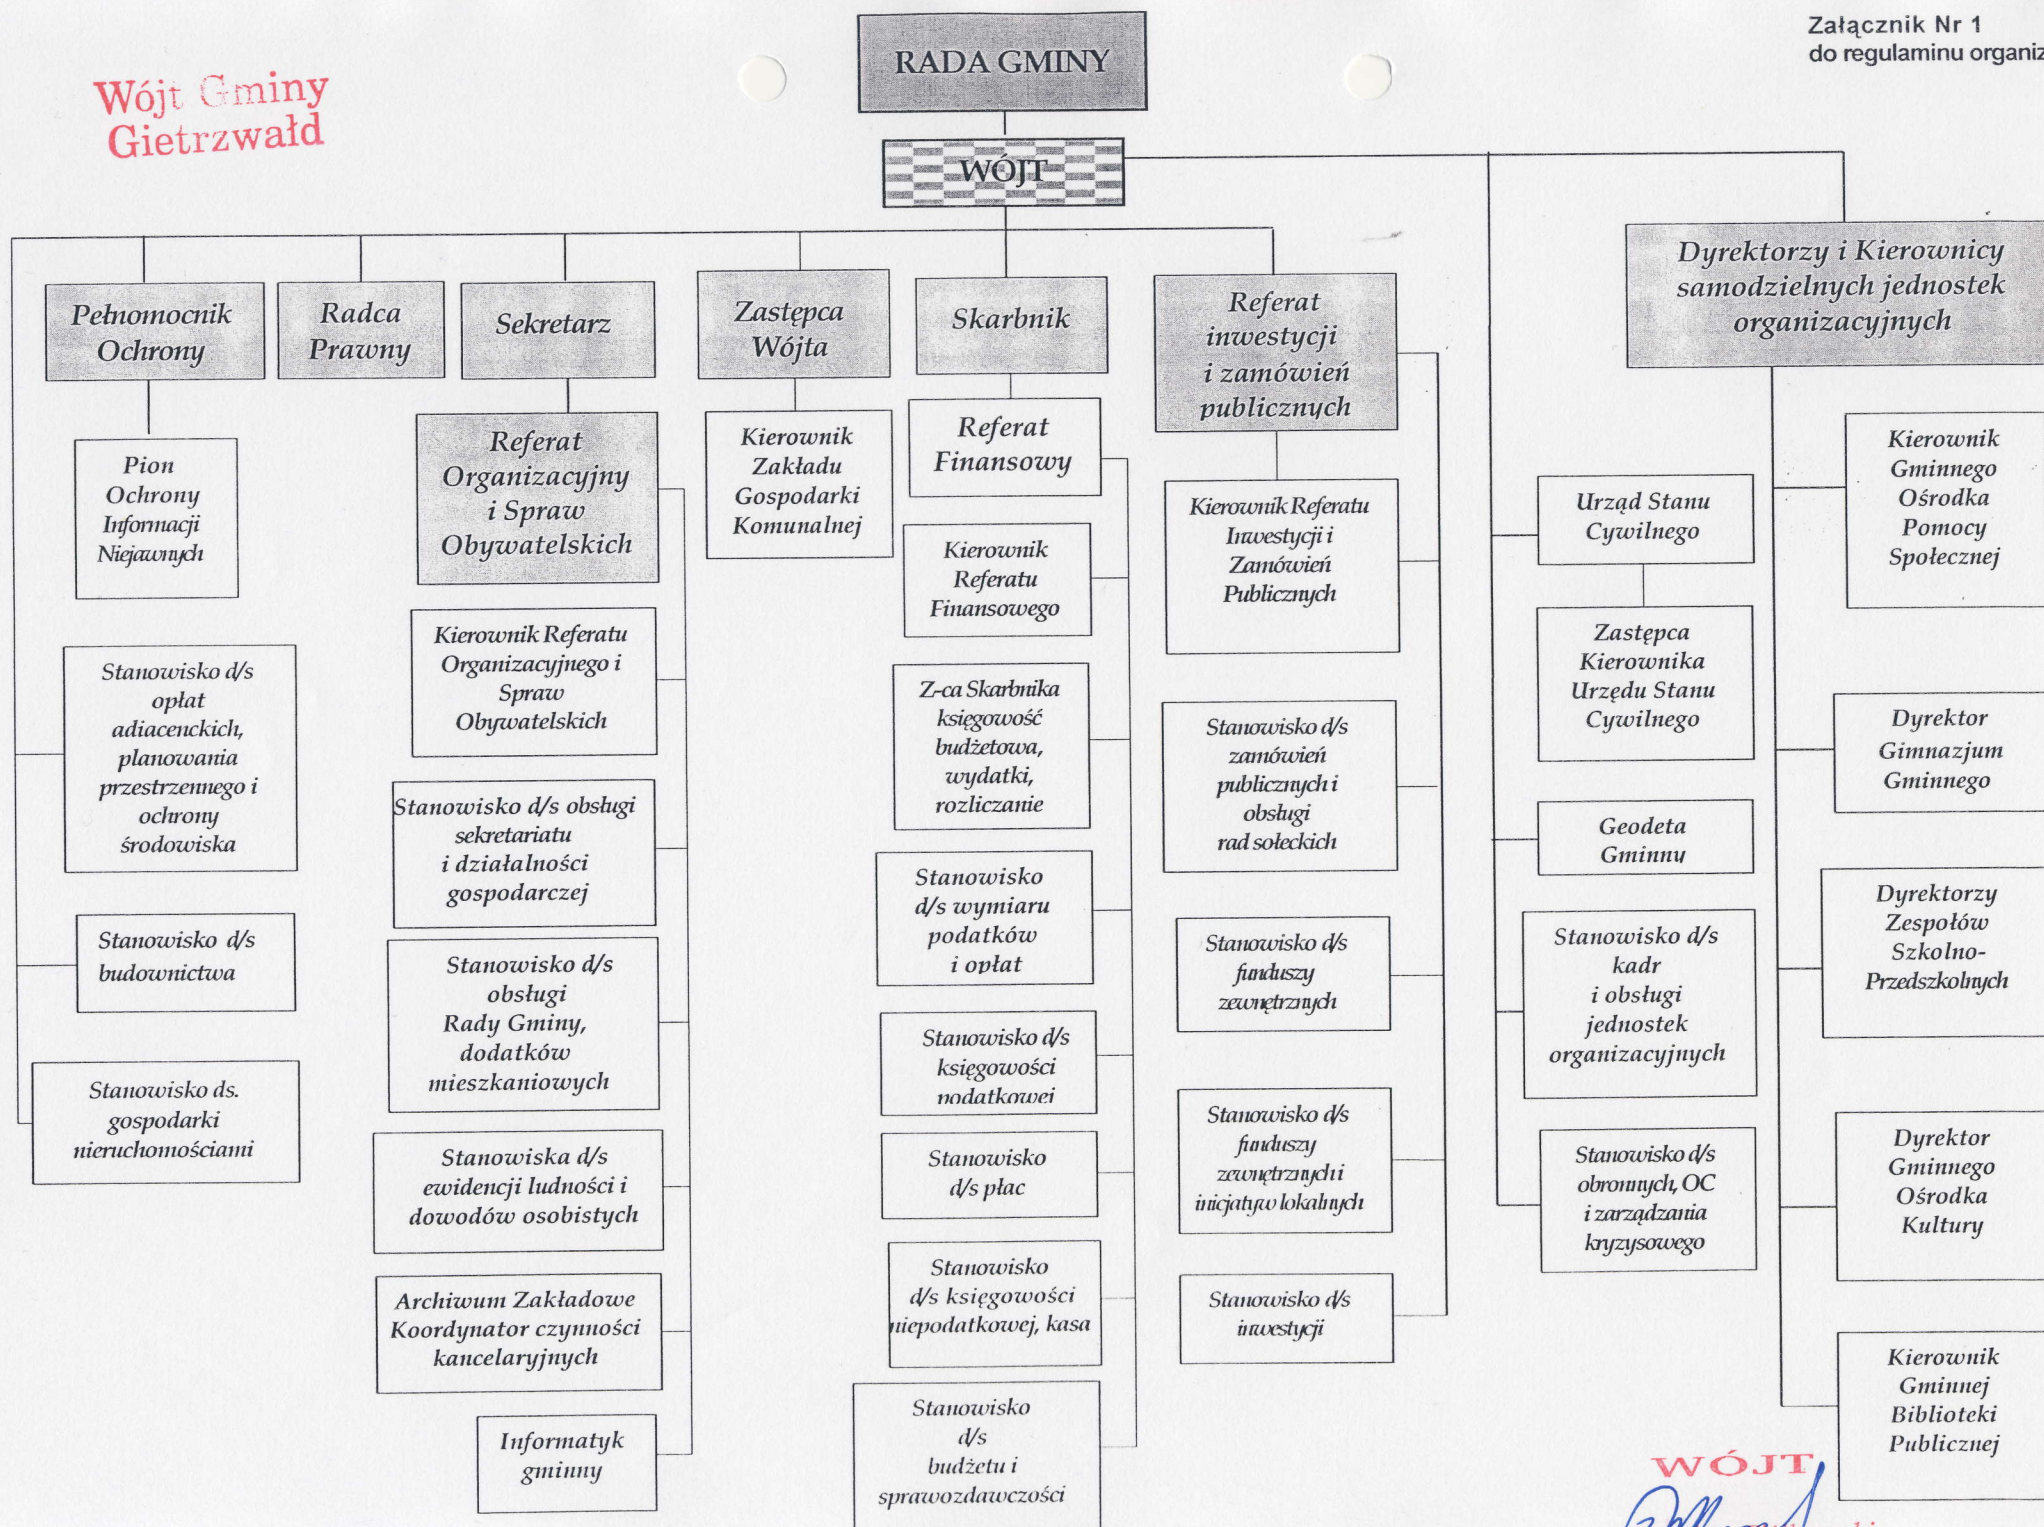 Załącznik Nr 1
do regulaminu organiz
Wójt Gminy
Gietrzwałd
RADA GMINY
WÓJT
Pełnomocnik
Ochrony
Radca
Prawny
Sekretarz
Zastępca
Wójta
Skarbnik
Referat
inwestycji
i zamówień
publicznych
Dyrektorzy i Kierownicy
samodzielnych jednostek
organizacyjnych
Pion
Ochrony
Informacji
Niejawnych
Stanowisko d/s
opłat
adiacenckich,
planowania
przestrzennego i
ochrony
środowiska
Stanowisko d/s
budownictwa
Stanowisko ds.
gospodarki
nieruchomościami
Referat
Organizacyjny
i Spraw
Obywatelskich
Kierownik Referatu
Organizacyjnego i
Spraw
Obywatelskich
Stanowisko d/s obsługi
sekretariatu
i działalności
gospodarczej
Stanowisko d/s
obsługi
Rady Gminy,
dodatków
mieszkaniowych
Stanowiska d/s
ewidencji ludności i
dowodów osobistych
Archiwum Zakładowe
Koordynator czynności
kancelaryjnych
Informatyk
gminny
Kierownik
Zakładu
Gospodarki
Komunalnej
Referat
Finansowy
Kierownik
Referatu
Finansowego
Z-ca Skarbnika
księgowość
budżetowa,
wydatki,
rozliczanie
Stanowisko
d/s wymiaru
podatków
i opłat
Stanowisko d/s
księgowości
podatkowej
Stanowisko
d/s płac
Stanowisko
d/s księgowości
niepodatkowej, kasa
Stanowisko
d/s
budżetu i
sprawozdawczości
Kierownik Referatu
Inwestycji i
Zamówień
Publicznych
Stanowisko d/s
zamówień
publicznych i
obsługi
rad sołeckich
Stanowisko d/s
funduszy
zewnętrznych
Stanowisko d/s
funduszy
zewnętrznych i
inicjatyw lokalnych
Stanowisko d/s
inwestycji
Urząd Stanu
Cywilnego
Zastępca
Kierownika
Urzędu Stanu
Cywilnego
Geodeta
Gminny
Stanowisko d/s
kadr
i obsługi
jednostek
organizacyjnych
Stanowisko d/s
obronnych, OC
i zarządzania
kryzysowego
Kierownik
Gminnego
Ośrodka
Pomocy
Społecznej
Dyrektor
Gimnazjum
Gminnego
Dyrektorzy
Zespołów
Szkolno-
Przedszkolnych
Dyrektor
Gminnego
Ośrodka
Kultury
Kierownik
Gminnej
Biblioteki
Publicznej
WÓJT